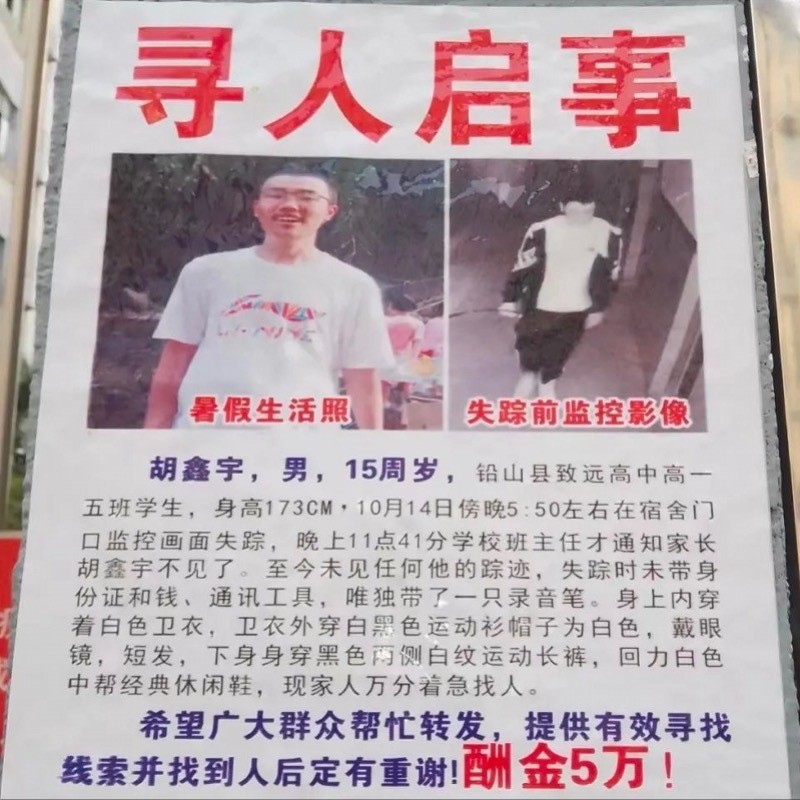 寻人启事
暑假生活照
失踪前监控影像
胡鑫宇，男，15周岁，铅山县致远高中高一
五班学生，身高173CM·10月14日傍晚5:50左右在宿舍门
口监控画面失踪，晚上11点41分学校班主任才通知家长
胡鑫宇不见了。至今未见任何他的踪迹，失踪时未带身
份证和钱、通讯工具，唯独带了一只录音笔。身上内穿
着白色卫衣，卫衣外穿白黑色运动衫帽子为白色，戴眼
镜，短发，下身身穿黑色两侧白纹运动长裤，回力白色
中帮经典休闲鞋，现家人万分着急找人。
希望广大群众帮忙转发，提供有效寻找
线索并找到人后定有重谢!酬金5万！